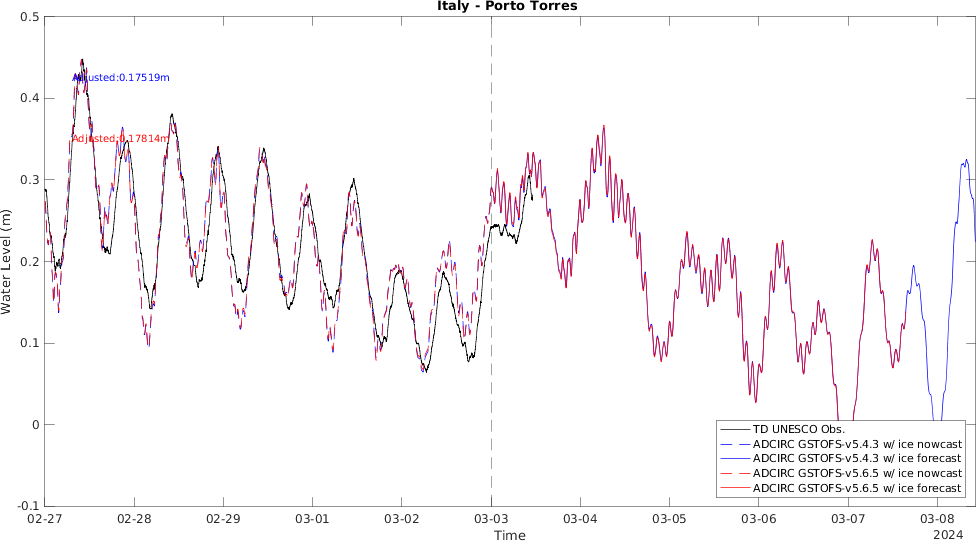 Italy - Porto Torres
0.5
0.4
0.3
0.2
0.1
0
-0.1
Water Level (m)
Adjusted:0.17519m
Adjusted:0.17814m
TD UNESCO Obs.
ADCIRC GSTOFS-v5.4.3 w/ ice nowcast
ADCIRC GSTOFS-v5.4.3 w/ ice forecast
ADCIRC GSTOFS-v5.6.5 w/ ice nowcast
ADCIRC GSTOFS-v5.6.5 w/ ice forecast
02-27 02-28 02-29 03-01 03-02 03-03 03-04 03-05 03-06 03-07 03-08
Time
2024